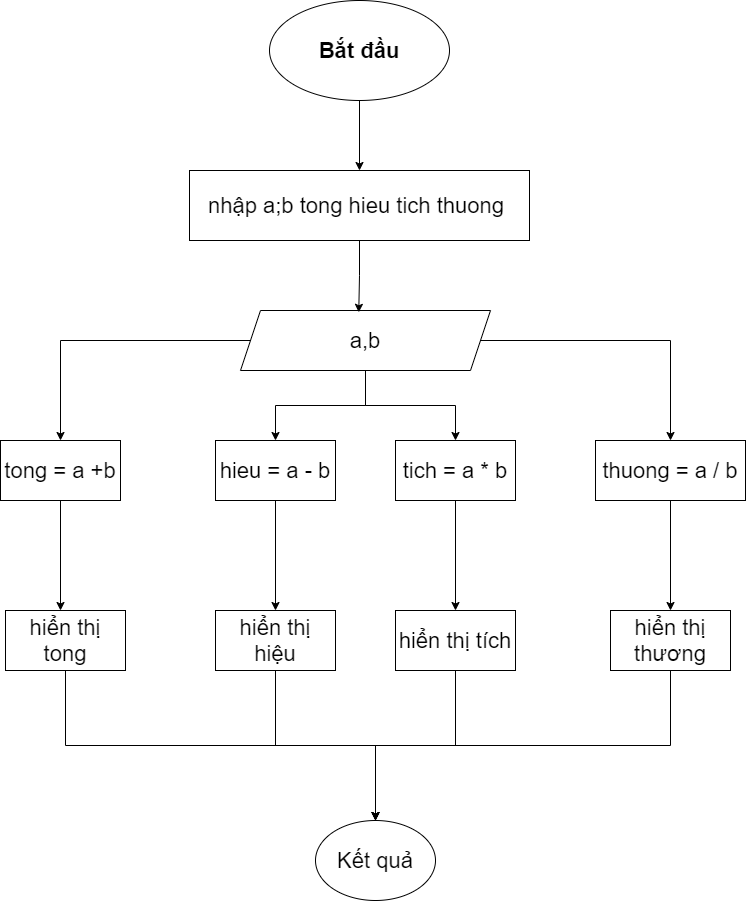 Bắt đầu
nhập a;b tong hieu tich thuong
a,b
tong = a +b
hieu = a - b
tich = a * b
thuong = a / b
hiển thị
tong
hiển thị
hiệu
hiển thị tích
hiển thị
thương
Kết quả